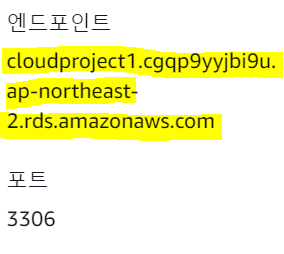 엔드포인트
cloudproject1.cgqp9yyjbi9u.
ap-northeast-
2.rds.amazonaws.com
포트
3306